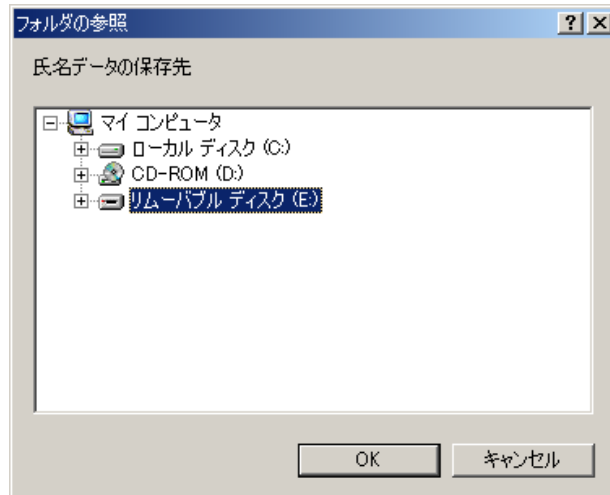 フォルダの参照
氏名データの保存先
マイ コンピュータ
ローカル ディスク (C:)
CD-ROM (D:)
リムーバブル ディスク (E:)
OK キャンセル